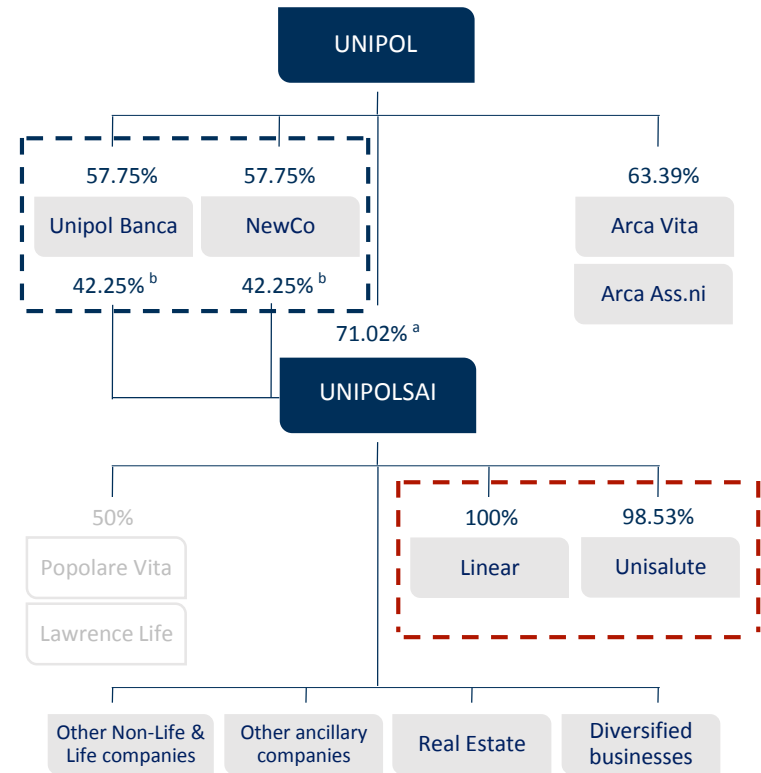 UNIPOL
57.75%
57.75%
63.39%
Unipol Banca
NewCo
Arca Vita
42.25% b
42.25% b
Arca Ass.ni
71.02% a
UNIPOLSAI
50%
100%
98.53%
Popolare Vita
Linear
Unisalute
Lawrence Life
Other Non-Life &
Life companies
Other ancillary
companies
Real Estate
Diversified
businesses